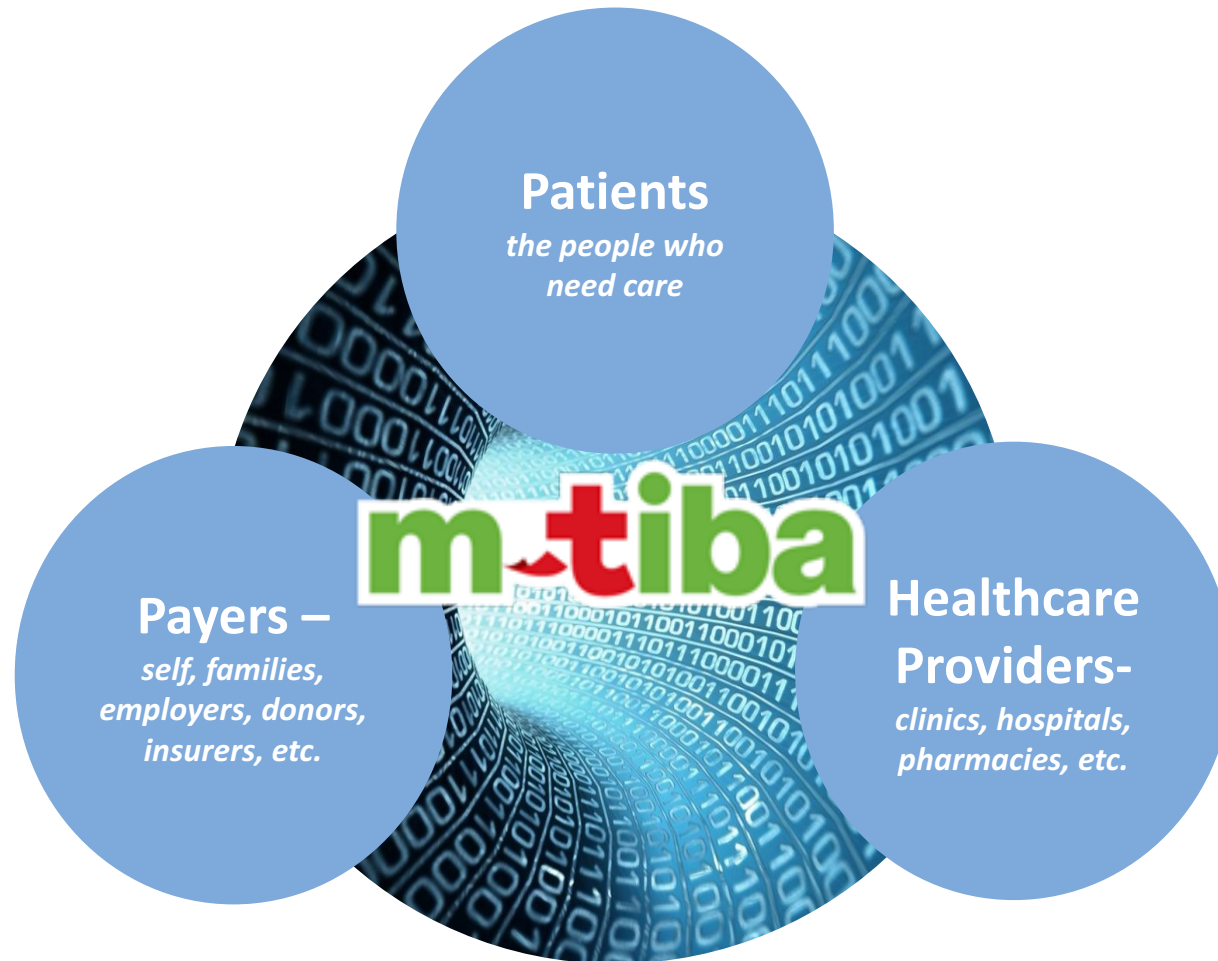 Patients
the people who
need care
m-tiba
Payers –
self, families,
employers, donors,
insurers, etc.
Healthcare
Providers-
clinics, hospitals,
pharmacies, etc.